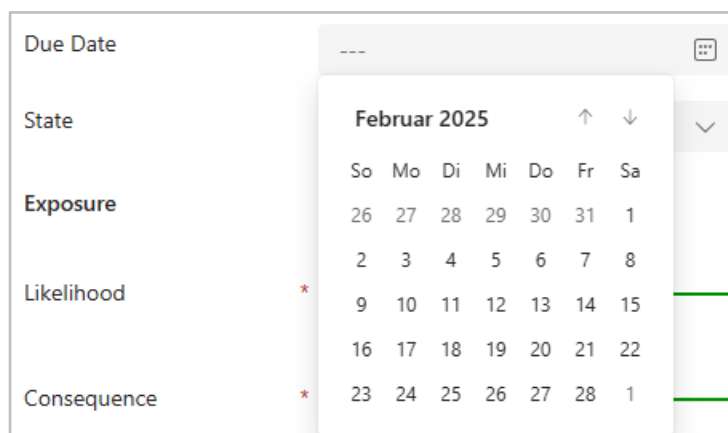 Due Date
---
State
Februar 2025
So Mo Di Mi Do Fr Sa
26 27 28 29 30 31 1
2 3 4 5 6 7 8
9 10 11 12 13 14 15
16 17 18 19 20 21 22
23 24 25 26 27 28 1
Exposure
Likelihood *
Consequence *